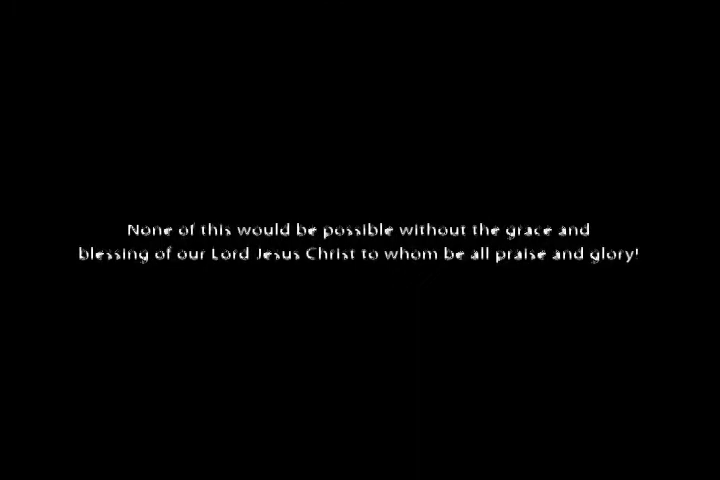 None of this would be possible without the grace and
blessing of our Lord Jesus Christ to whom be all praise and glory!